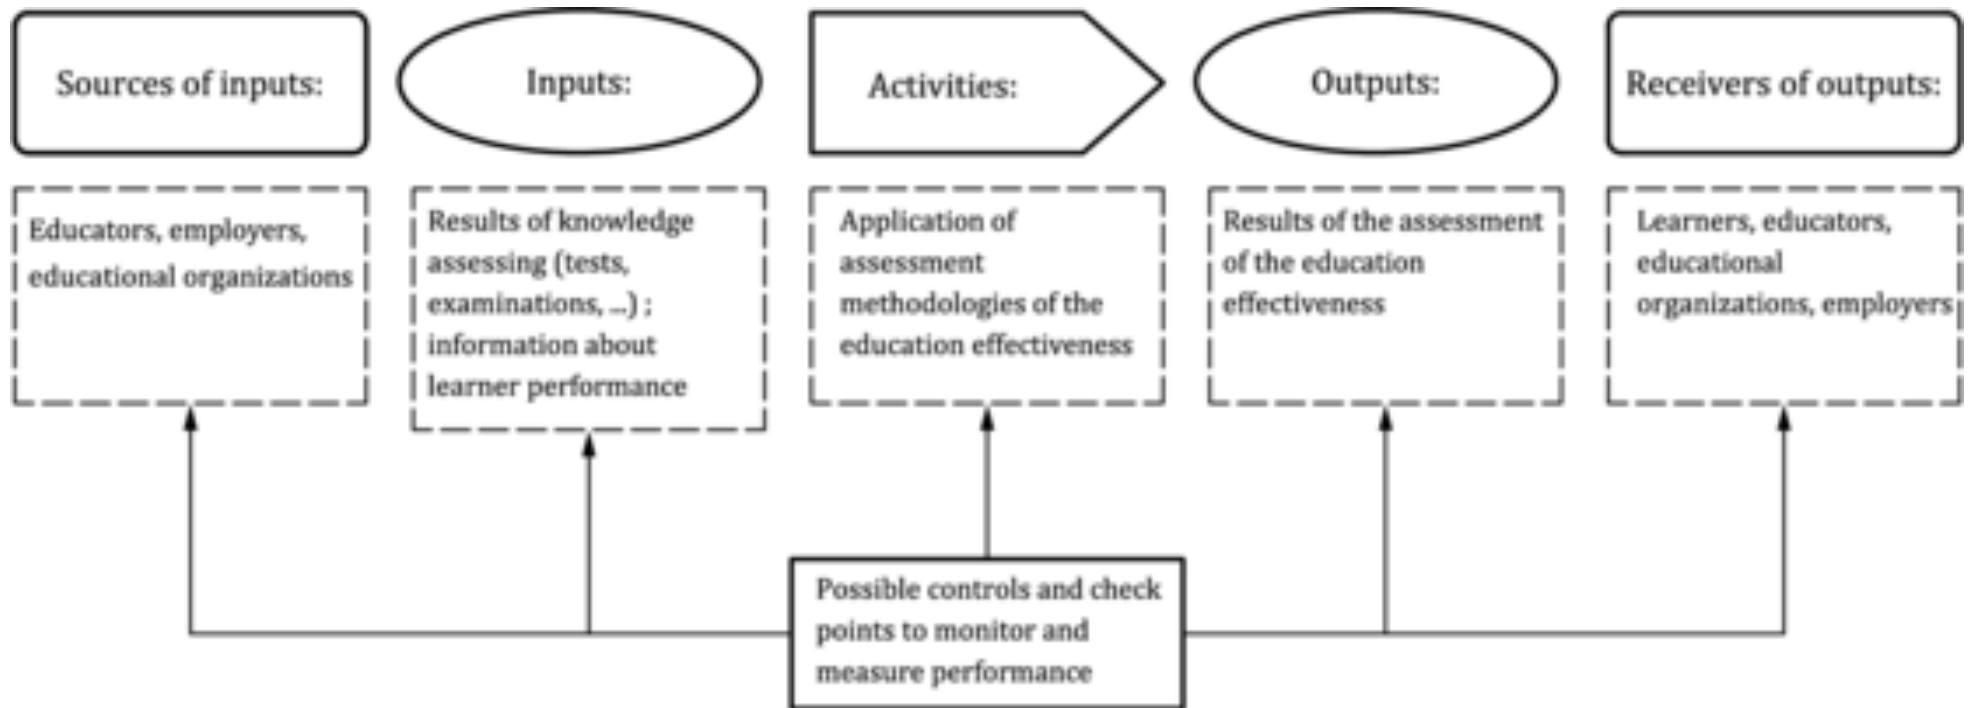 Sources of inputs:
Inputs:
Activities:
Outputs:
Receivers of outputs:
Educators, employers,
educational organizations
Results of knowledge
assessing (tests,
examinations, ...) ;
information about
learner performance
Application of
assessment
methodologies of the
education effectiveness
Results of the assessment
of the education
effectiveness
Learners, educators,
educational
organizations, employers
Possible controls and check
points to monitor and
measure performance